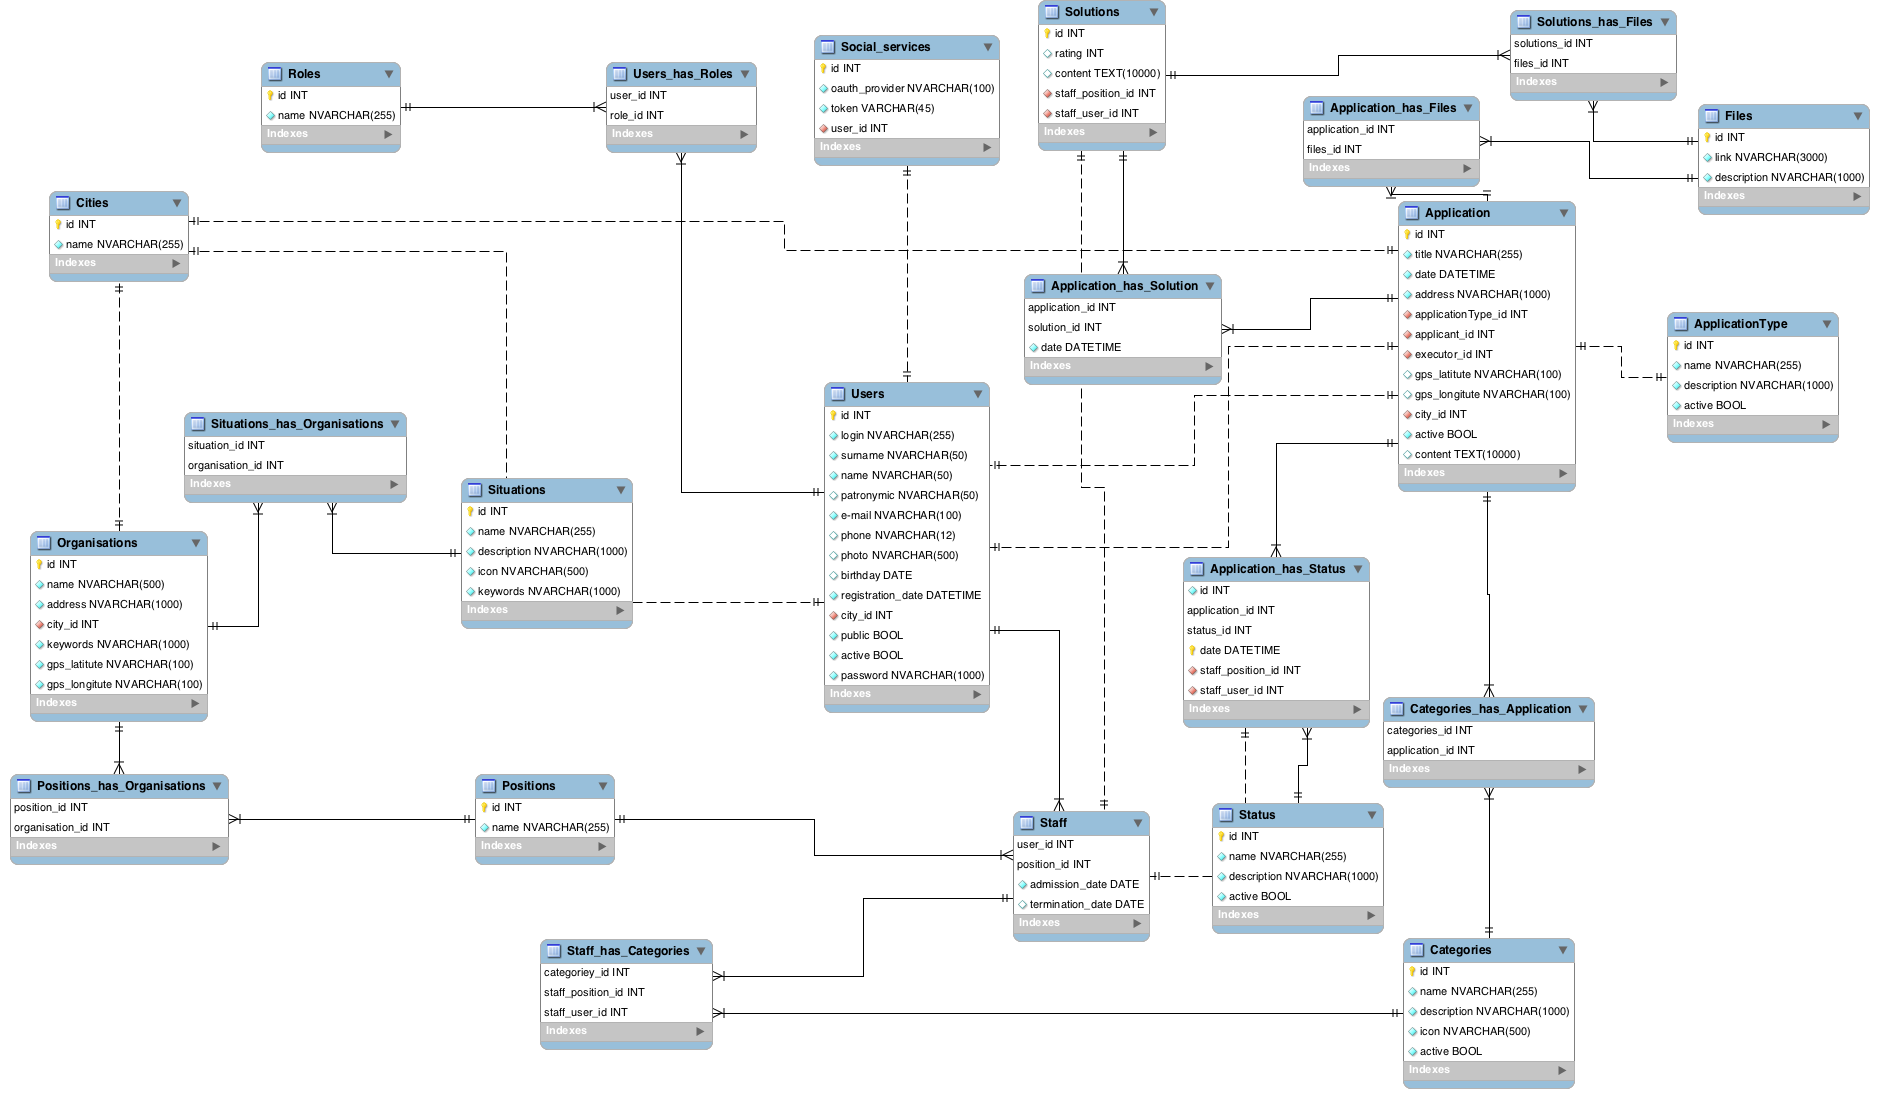 Solutions
id INT
rating INT
content TEXT(10000)
staff_position_id INT
staff_user_id INT
Indexes
Solutions_has_Files
solutions_id INT
files_id INT
Indexes
Social_services
id INT
oauth_provider NVARCHAR(100)
token VARCHAR(45)
user_id INT
Indexes
Roles
id INT
name NVARCHAR(255)
Indexes
Users_has_Roles
user_id INT
role_id INT
Indexes
Application_has_Files
application_id INT
files_id INT
Indexes
Files
id INT
link NVARCHAR(3000)
description NVARCHAR(1000)
Indexes
Cities
id INT
name NVARCHAR(255)
Indexes
Application
id INT
title NVARCHAR(255)
date DATETIME
address NVARCHAR(1000)
applicationType_id INT
applicant_id INT
executor_id INT
gps_latitute NVARCHAR(100)
gps_longitute NVARCHAR(100)
city_id INT
active BOOL
content TEXT(10000)
Indexes
Application_has_Solution
application_id INT
solution_id INT
date DATETIME
Indexes
ApplicationType
id INT
name NVARCHAR(255)
description NVARCHAR(1000)
active BOOL
Indexes
Users
id INT
login NVARCHAR(255)
surname NVARCHAR(50)
name NVARCHAR(50)
patronymic NVARCHAR(50)
e-mail NVARCHAR(100)
phone NVARCHAR(12)
photo NVARCHAR(500)
birthday DATE
registration_date DATETIME
city_id INT
public BOOL
active BOOL
password NVARCHAR(1000)
Indexes
Situations_has_Organisations
situation_id INT
organisation_id INT
Indexes
Situations
id INT
name NVARCHAR(255)
description NVARCHAR(1000)
icon NVARCHAR(500)
keywords NVARCHAR(1000)
Indexes
Organisations
id INT
name NVARCHAR(500)
address NVARCHAR(1000)
city_id INT
keywords NVARCHAR(1000)
gps_latitute NVARCHAR(100)
gps_longitute NVARCHAR(100)
Indexes
Application_has_Status
id INT
application_id INT
status_id INT
date DATETIME
staff_position_id INT
staff_user_id INT
Indexes
Categories_has_Application
categories_id INT
application_id INT
Indexes
Positions_has_Organisations
position_id INT
organisation_id INT
Indexes
Positions
id INT
name NVARCHAR(255)
Indexes
Staff
user_id INT
position_id INT
admission_date DATE
termination_date DATE
Indexes
Status
id INT
name NVARCHAR(255)
description NVARCHAR(1000)
active BOOL
Indexes
Staff_has_Categories
categoriey_id INT
staff_position_id INT
staff_user_id INT
Indexes
Categories
id INT
name NVARCHAR(255)
description NVARCHAR(1000)
icon NVARCHAR(500)
active BOOL
Indexes